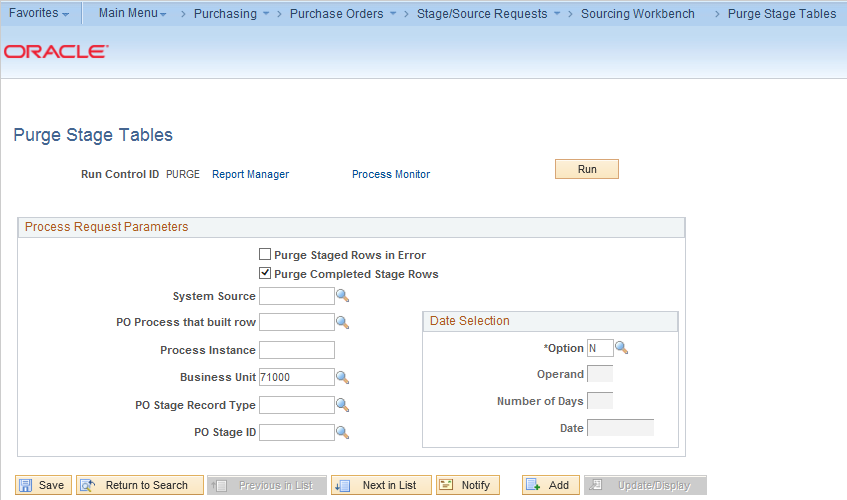 Favorites Main Menu Purchasing Purchase Orders Stage/Source Requests Sourcing Workbench Purge Stage Tables
ORACLE
Purge Stage Tables
Run Control ID PURGE Report Manager Process Monitor Run
Process Request Parameters
Purge Staged Rows in Error
Purge Completed Stage Rows
System Source
PO Process that built row
Process Instance
Business Unit 71000
PO Stage Record Type
PO Stage ID
Date Selection
*Option N
Operand
Number of Days
Date
Save Return to Search Previous in List Next in List Notify Add Update/Display